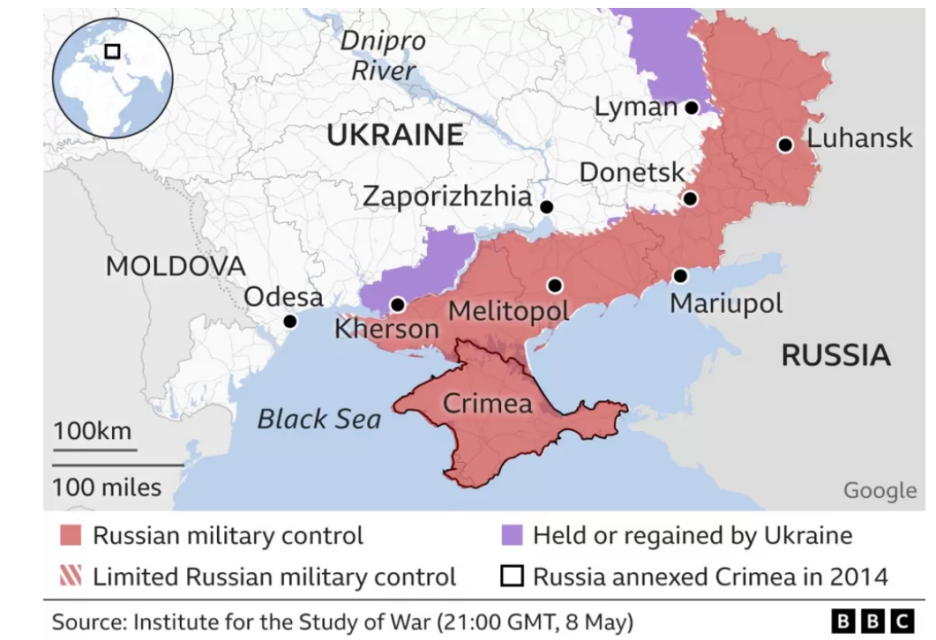 Dnipro
River
Lyman
UKRAINE
Luhansk
Donetsk
Zaporizhzhia
MOLDOVA
Odesa
Kherson
Melitopol
Mariupol
RUSSIA
Crimea
Black Sea
100km
100 miles
Google
Russian military control
Held or regained by Ukraine
Limited Russian military control
Russia annexed Crimea in 2014
Source: Institute for the Study of War (21:00 GMT, 8 May)
BBC